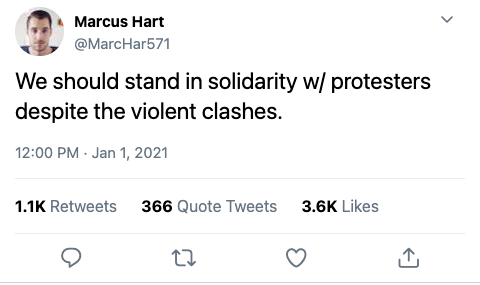 Marcus Hart
@MarcHar571
We should stand in solidarity w/ protesters
despite the violent clashes.
12:00 PM · Jan 1, 2021
1.1K Retweets 366 Quote Tweets 3.6K Likes